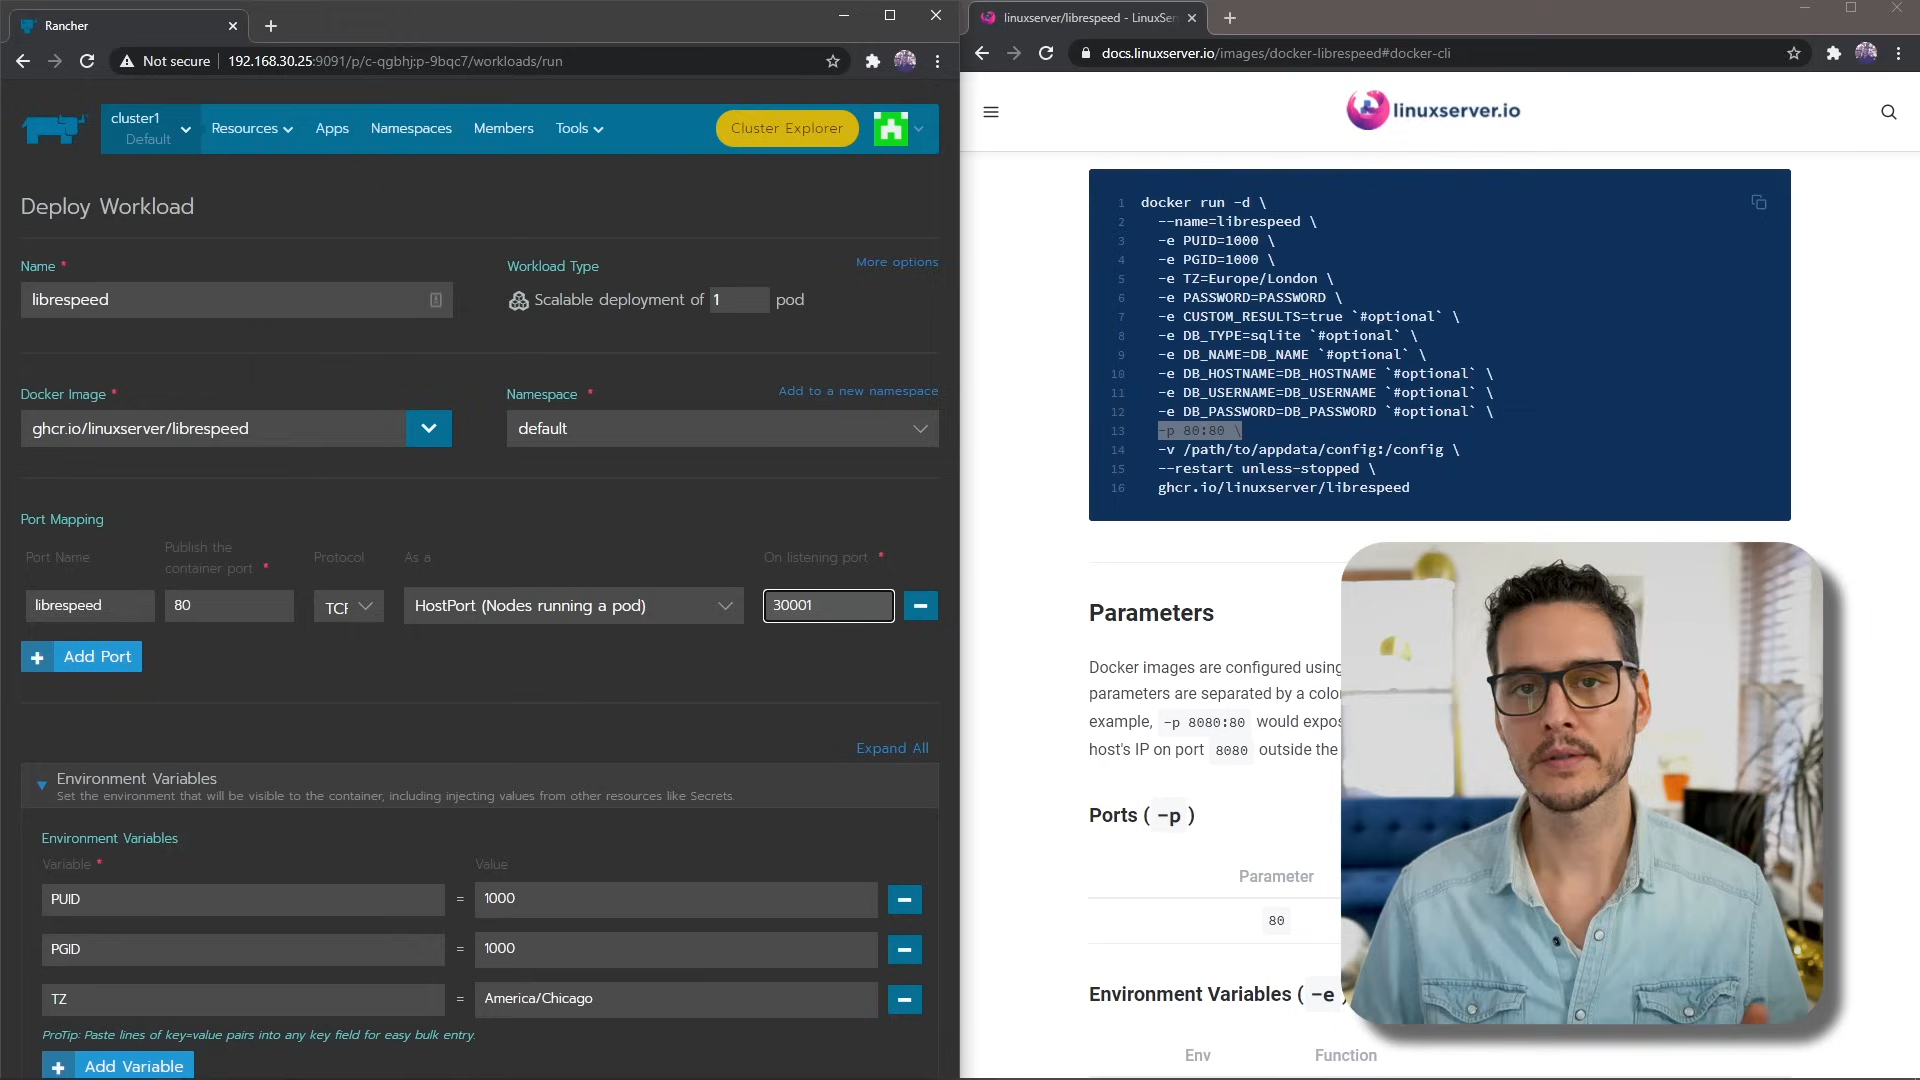 Rancher
Not secure
192.168.30.25:9091/p/c-qgbhj:p-9bqc7/workloads/run
cluster1
Default
Resources
Apps
Namespaces
Members
Tools
Cluster Explorer
Deploy Workload
Name *
librespeed
Workload Type
More options
Scalable deployment of 1 pod
Docker Image *
ghcr.io/linuxserver/librespeed
Namespace *
Add to a new namespace
default
Port Mapping
Port Name
Publish the
container port *
Protocol
As a
On listening port *
librespeed
80
TCF
HostPort (Nodes running a pod)
30001
+ Add Port
Expand All
Environment Variables
Set the environment that will be visible to the container, including injecting values from other resources like Secrets.
Environment Variables
Variable *
Value
PUID
=
1000
PGID
=
1000
TZ
=
America/Chicago
ProTip: Paste lines of key=value pairs into any key field for easy bulk entry.
+ Add Variable
linuxserver/librespeed - LinuxSer
docs.linuxserver.io/images/docker-librespeed#docker-cli
linuxserver.io
1 docker run -d \
2 --name=librespeed \
3 -e PUID=1000 \
4 -e PGID=1000 \
5 -e TZ=Europe/London \
6 -e PASSWORD=PASSWORD \
7 -e CUSTOM_RESULTS=true `#optional` \
8 -e DB_TYPE=sqlite `#optional` \
9 -e DB_NAME=DB_NAME `#optional` \
10 -e DB_HOSTNAME=DB_HOSTNAME `#optional` \
11 -e DB_USERNAME=DB_USERNAME `#optional` \
12 -e DB_PASSWORD=DB_PASSWORD `#optional` \
13 -p 80:80 \
14 -v /path/to/appdata/config:/config \
15 --restart unless-stopped \
16 ghcr.io/linuxserver/librespeed
Parameters
Docker images are configured using
parameters are separated by a colo
example, -p 8080:80 would expos
host's IP on port 8080 outside the
Ports ( -p )
Parameter
80
Environment Variables ( -e )
Env
Function